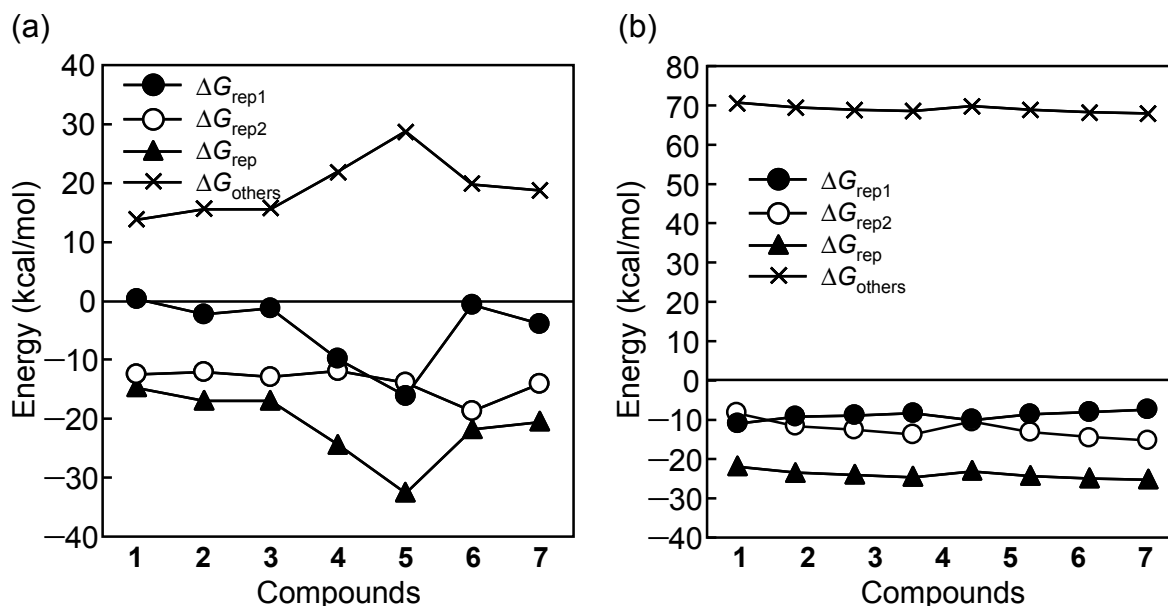 (a)
Energy (kcal/mol)
40
30
20
10
0
−10
−20
−30
−40
ΔGrep1
ΔGrep2
ΔGrep
ΔGothers
1 2 3 4 5 6 7
Compounds
(b)
Energy (kcal/mol)
80
70
60
50
40
30
20
10
0
−10
−20
−30
−40
ΔGrep1
ΔGrep2
ΔGrep
ΔGothers
1 2 3 4 5 6 7
Compounds